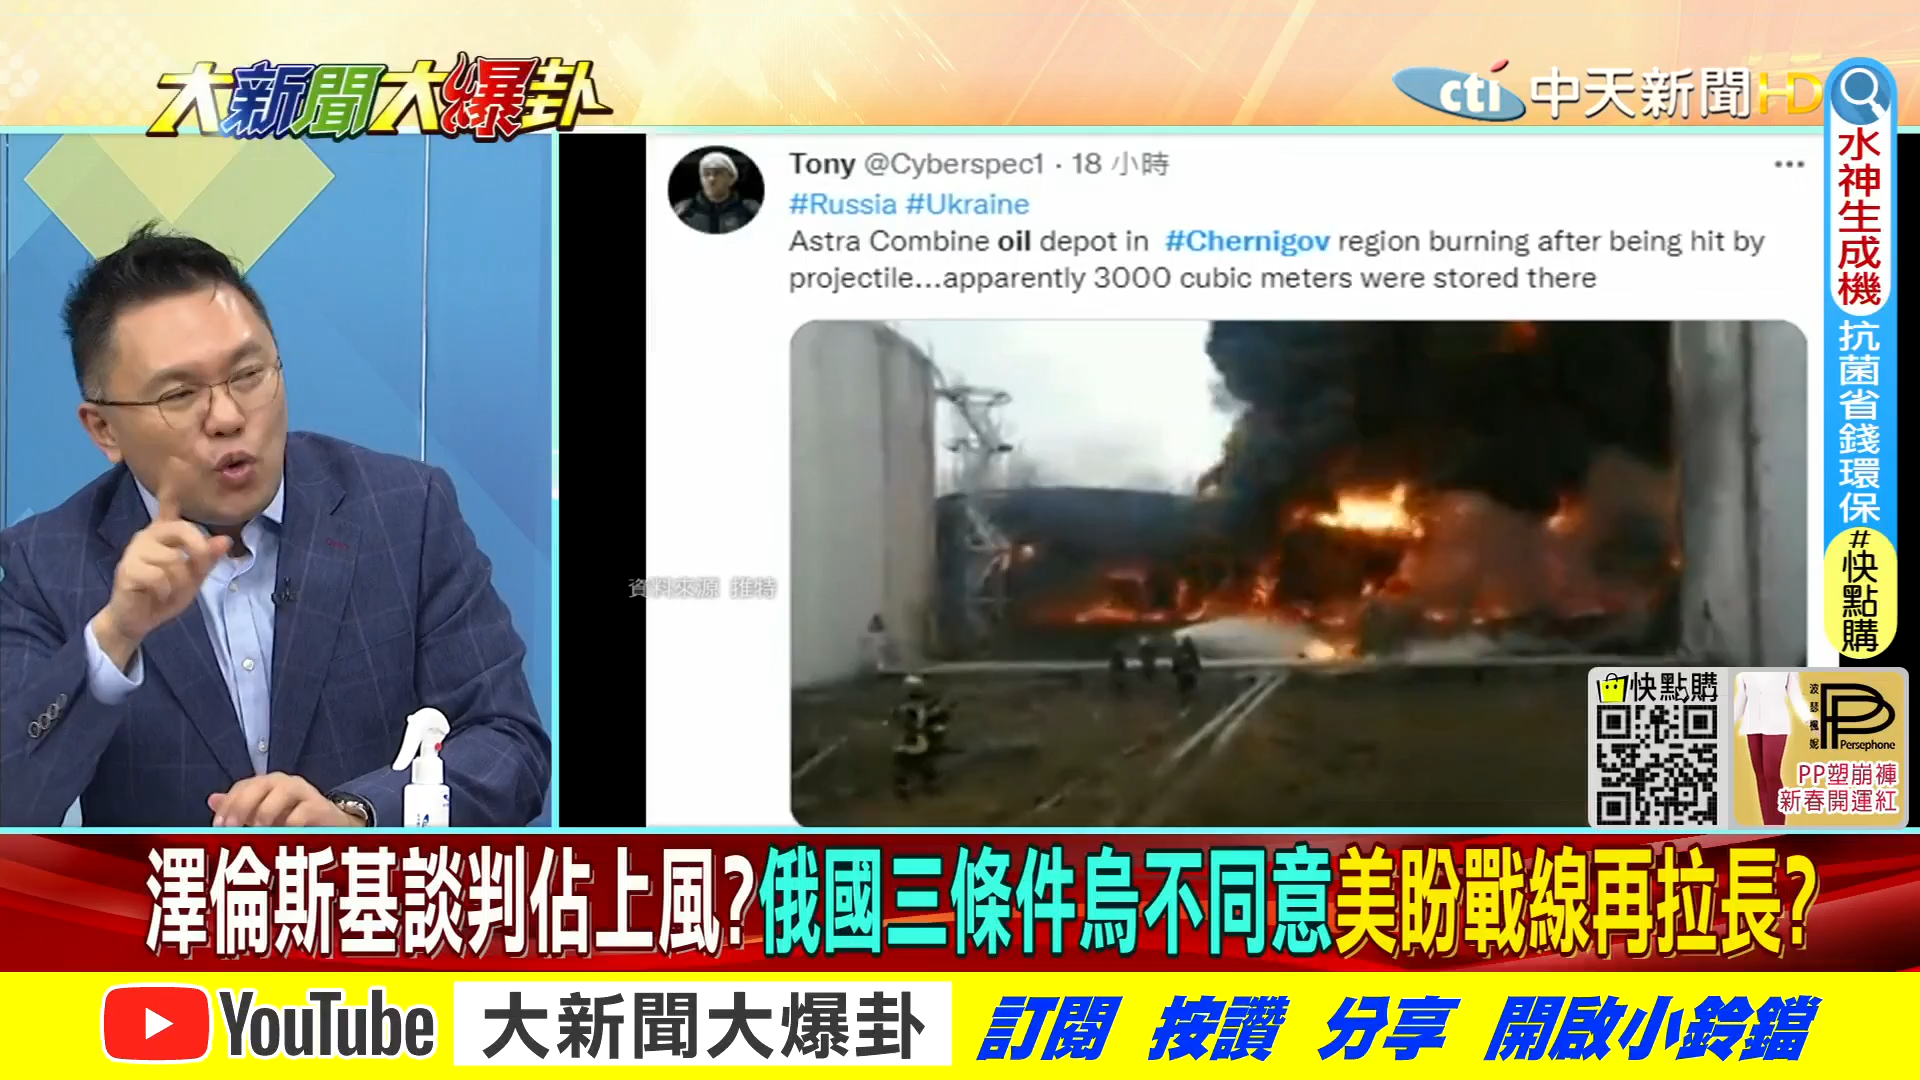 大新聞大爆卦
cti 中天新聞HD
Tony @Cyberspec1 · 18 小時
#Russia #Ukraine
Astra Combine oil depot in #Chernigov region burning after being hit by
projectile...apparently 3000 cubic meters were stored there
資料來源 推特
水神生成機
抗菌省錢環保
#快點購
快點購
波瑟楓妮
PP
Persephone
PP塑崩褲
新春開運紅
澤倫斯基談判佔上風?俄國三條件烏不同意美盼戰線再拉長?
YouTube 大新聞大爆卦 訂閱 按讚 分享 開啟小鈴鐺